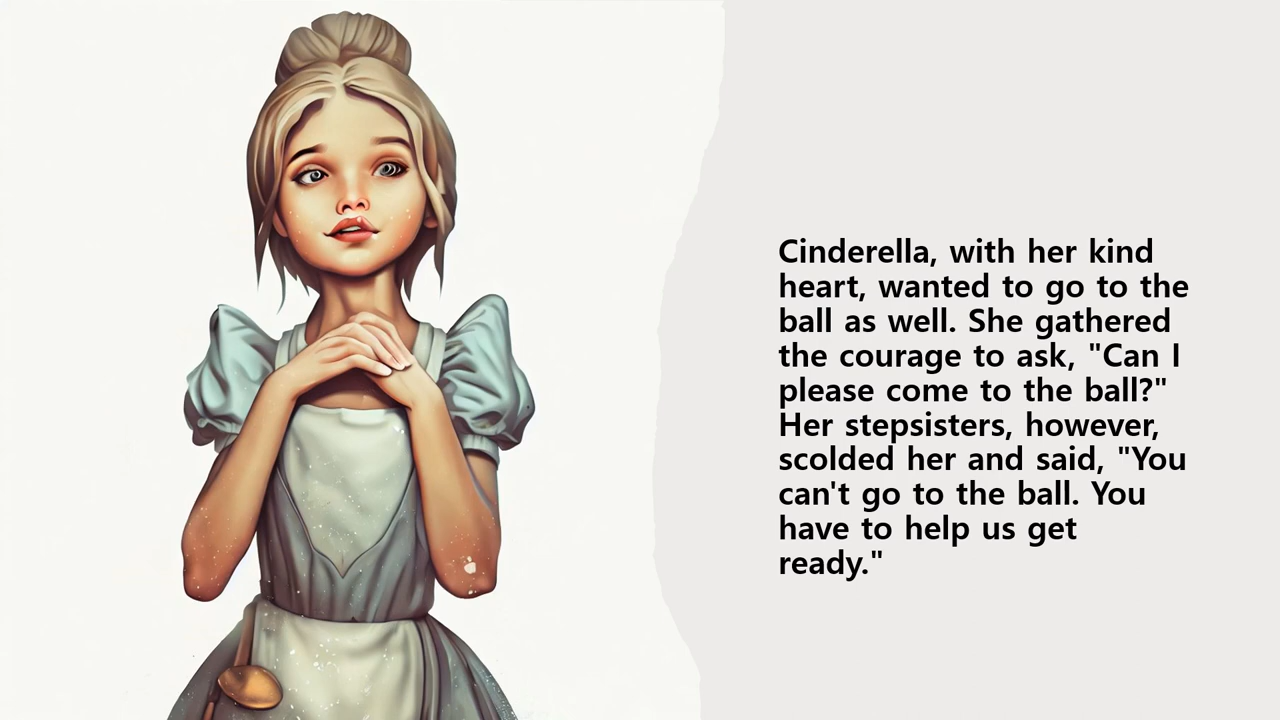 Cinderella, with her kind
heart, wanted to go to the
ball as well. She gathered
the courage to ask, "Can I
please come to the ball?"
Her stepsisters, however,
scolded her and said, "You
can't go to the ball. You
have to help us get
ready."